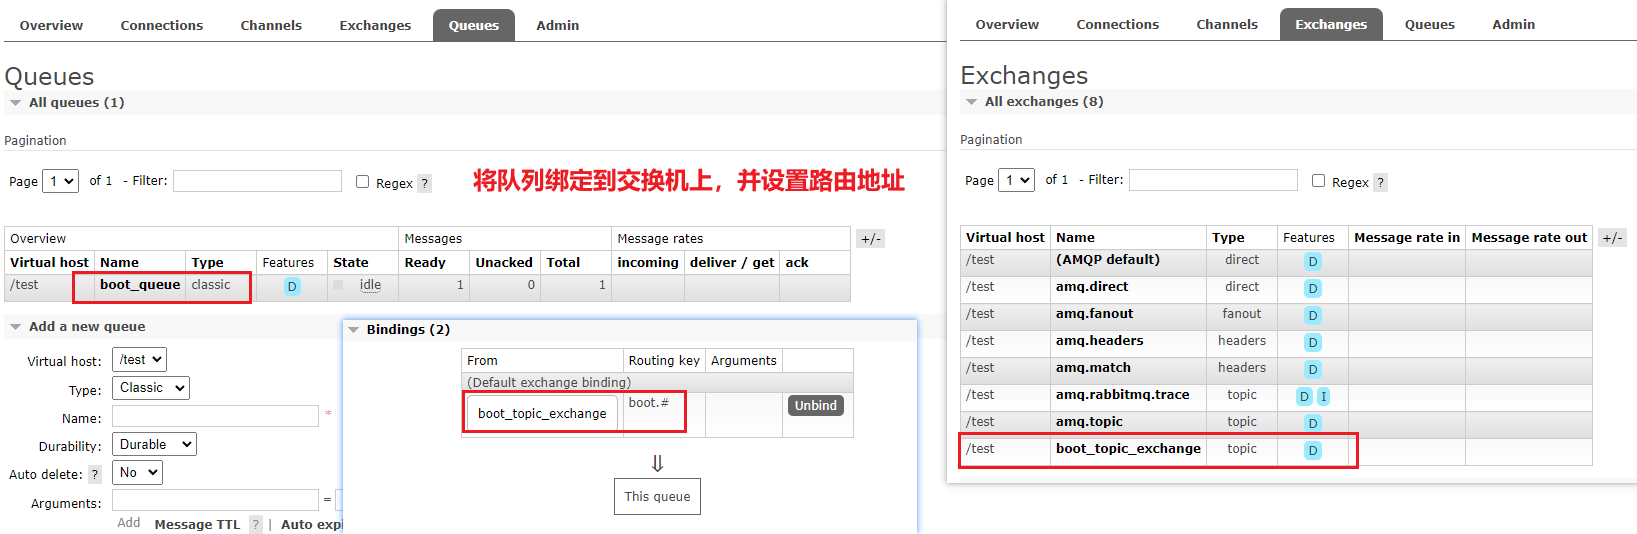 Overview Connections Channels Exchanges Queues Admin
Queues
All queues (1)
Pagination
Page 1 of 1 - Filter: Regex ?
将队列绑定到交换机上，并设置路由地址
Overview Messages Message rates +/-
Virtual host Name Type Features State Ready Unacked Total incoming deliver / get ack
/test boot_queue classic D idle 1 0 1
Add a new queue
Virtual host: /test
Type: Classic
Name: *
Durability: Durable
Auto delete: ? No
Arguments: =
Add Message TTL ? | Auto expi
Bindings (2)
From Routing key Arguments
(Default exchange binding)
boot_topic_exchange boot.# Unbind
⇓
This queue
Overview Connections Channels Exchanges Queues Admin
Exchanges
All exchanges (8)
Pagination
Page 1 of 1 - Filter: Regex ?
Virtual host Name Type Features Message rate in Message rate out +/-
/test (AMQP default) direct D
/test amq.direct direct D
/test amq.fanout fanout D
/test amq.headers headers D
/test amq.match headers D
/test amq.rabbitmq.trace topic D I
/test amq.topic topic D
/test boot_topic_exchange topic D